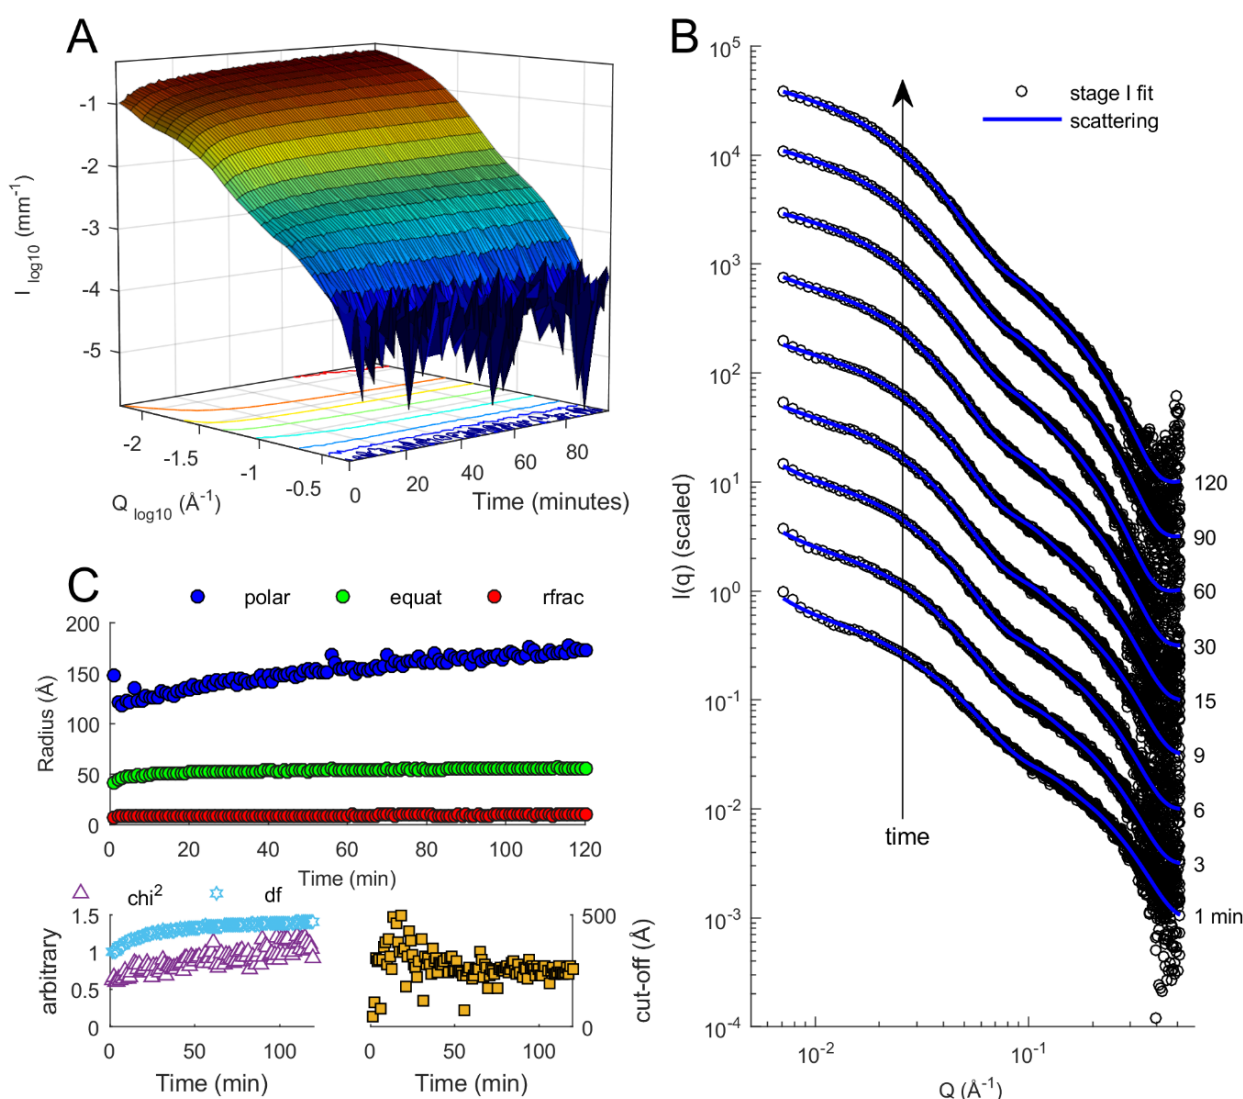 A
-1
-2
-3
-4
-5
I log10 (mm-1)
-2
-1.5
-1
-0.5
Q log10 (Å-1)
0
20
40
60
80
Time (minutes)
B
10^5
10^4
10^3
10^2
10^1
10^0
10^-1
10^-2
10^-3
10^-4
I(q) (scaled)
stage I fit
scattering
time
120
90
60
30
15
9
6
3
1 min
10^-2
10^-1
Q (Å-1)
C
polar equat rfrac
200
150
100
50
0
Radius (Å)
0 20 40 60 80 100 120
Time (min)
chi^2 df
1.5
1
0.5
0
arbitrary
0 50 100
Time (min)
500
0
cut-off (Å)
0 50 100
Time (min)